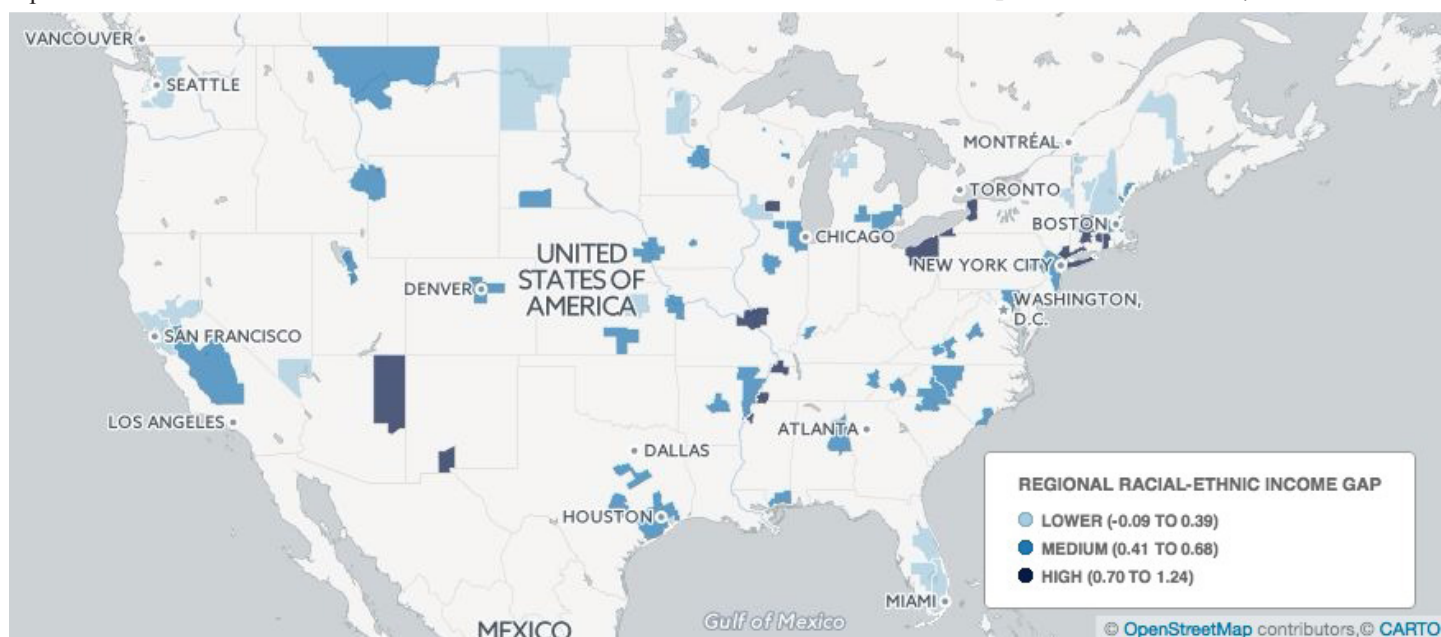 VANCOUVER
SEATTLE
MONTRÉAL
TORONTO
BOSTON
CHICAGO
NEW YORK CITY
UNITED
STATES OF
AMERICA
DENVER
WASHINGTON,
D.C.
SAN FRANCISCO
LOS ANGELES
ATLANTA
DALLAS
HOUSTON
MIAMI
Gulf of Mexico
MEXICO
REGIONAL RACIAL-ETHNIC INCOME GAP
LOWER (-0.09 TO 0.39)
MEDIUM (0.41 TO 0.68)
HIGH (0.70 TO 1.24)
© OpenStreetMap contributors,© CARTO